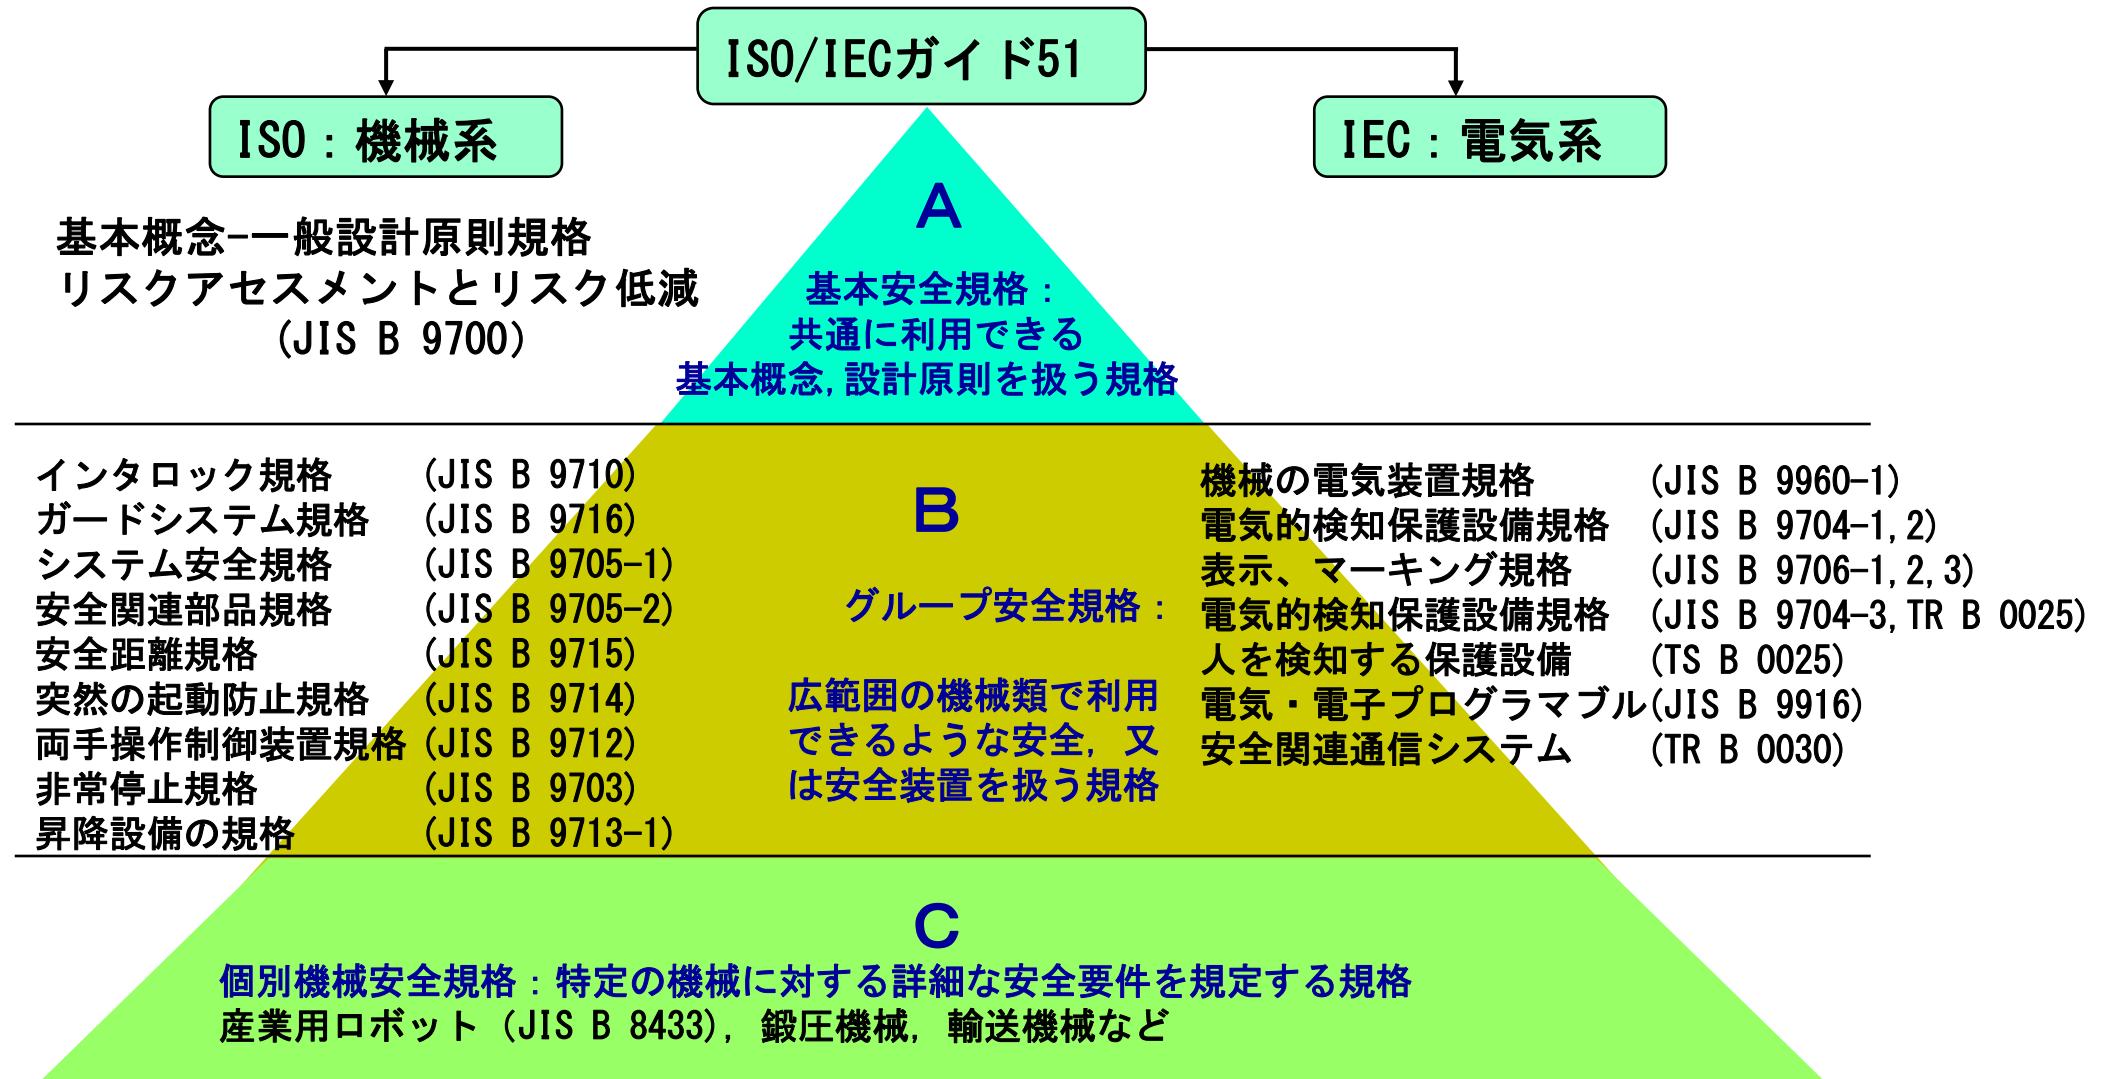 ISO/IECガイド51
ISO：機械系
IEC：電気系
基本概念-一般設計原則規格
リスクアセスメントとリスク低減
(JIS B 9700)
A
基本安全規格：
共通に利用できる
基本概念,設計原則を扱う規格
インタロック規格 (JIS B 9710)
ガードシステム規格 (JIS B 9716)
システム安全規格 (JIS B 9705-1)
安全関連部品規格 (JIS B 9705-2)
安全距離規格 (JIS B 9715)
突然の起動防止規格 (JIS B 9714)
両手操作制御装置規格 (JIS B 9712)
非常停止規格 (JIS B 9703)
昇降設備の規格 (JIS B 9713-1)
B
グループ安全規格：
広範囲の機械類で利用
できるような安全, 又
は安全装置を扱う規格
機械の電気装置規格 (JIS B 9960-1)
電気的検知保護設備規格 (JIS B 9704-1,2)
表示、マーキング規格 (JIS B 9706-1,2,3)
電気的検知保護設備規格 (JIS B 9704-3,TR B 0025)
人を検知する保護設備 (TS B 0025)
電気・電子プログラマブル(JIS B 9916)
安全関連通信システム (TR B 0030)
C
個別機械安全規格：特定の機械に対する詳細な安全要件を規定する規格
産業用ロボット (JIS B 8433), 鍛圧機械, 輸送機械など